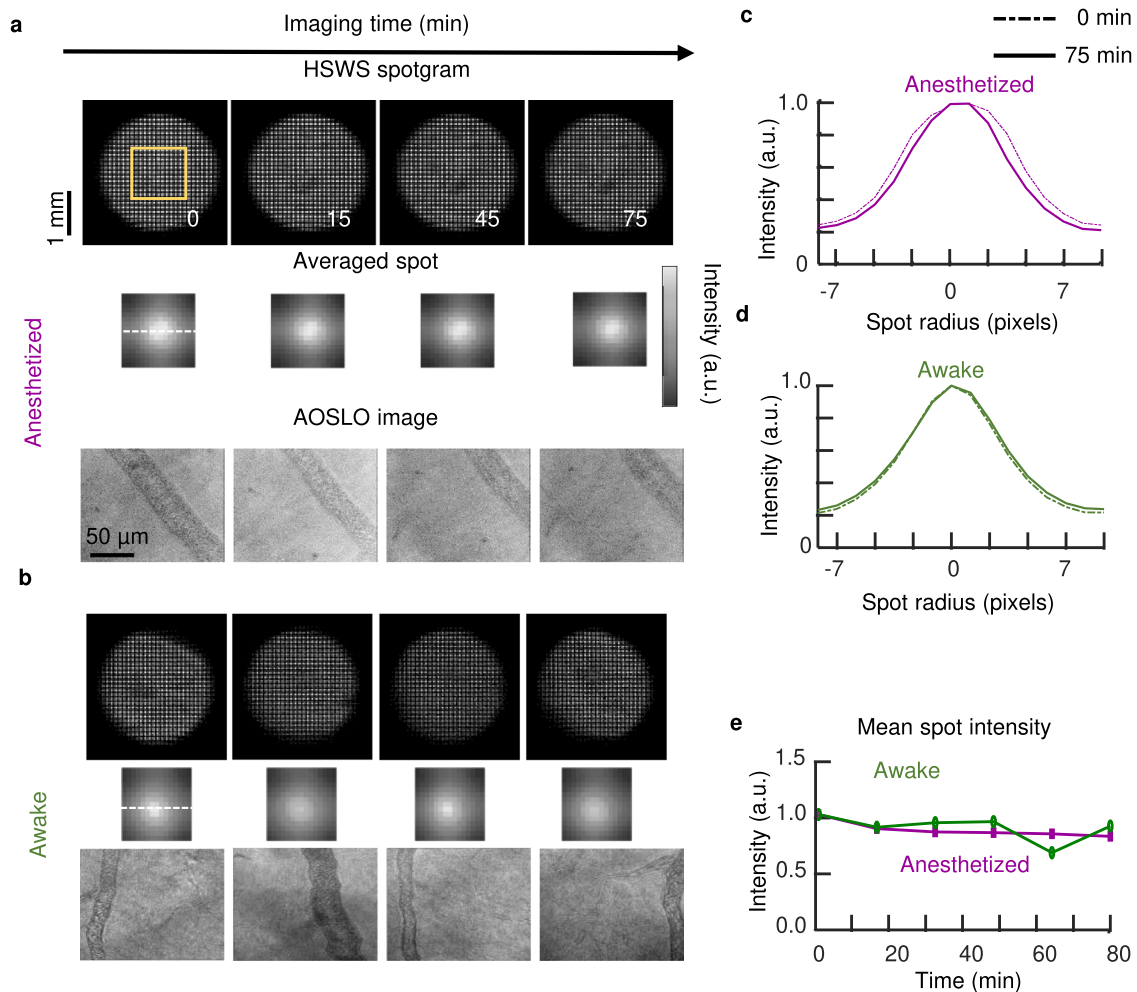 a
Imaging time (min)
HSWS spotgram
1 mm
0
15
45
75
Averaged spot
Intensity (a.u.)
Anesthetized
AOSLO image
50 µm
b
Awake
c
0 min
75 min
Anesthetized
1.0
Intensity (a.u.)
0
-7
0
7
Spot radius (pixels)
d
Awake
1.0
Intensity (a.u.)
0
-7
0
7
Spot radius (pixels)
e
Mean spot intensity
1.5
Awake
1.0
Intensity (a.u.)
Anesthetized
0.5
0.0
0
20
40
60
80
Time (min)